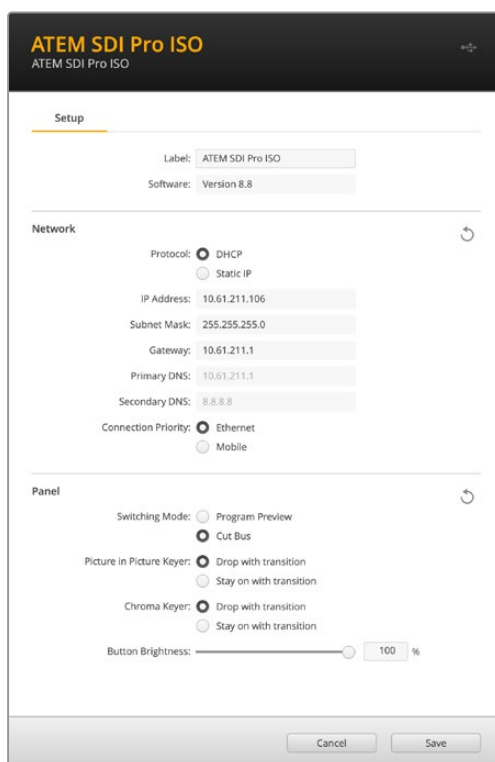 ATEM SDI Pro ISO
ATEM SDI Pro ISO
Setup
Label: ATEM SDI Pro ISO
Software: Version 8.8
Network
Protocol: DHCP
Static IP
IP Address: 10.61.211.106
Subnet Mask: 255.255.255.0
Gateway: 10.61.211.1
Primary DNS: 10.61.211.1
Secondary DNS: 8.8.8.8
Connection Priority: Ethernet
Mobile
Panel
Switching Mode: Program Preview
Cut Bus
Picture in Picture Keyer: Drop with transition
Stay on with transition
Chroma Keyer: Drop with transition
Stay on with transition
Button Brightness: 100 %
Cancel Save